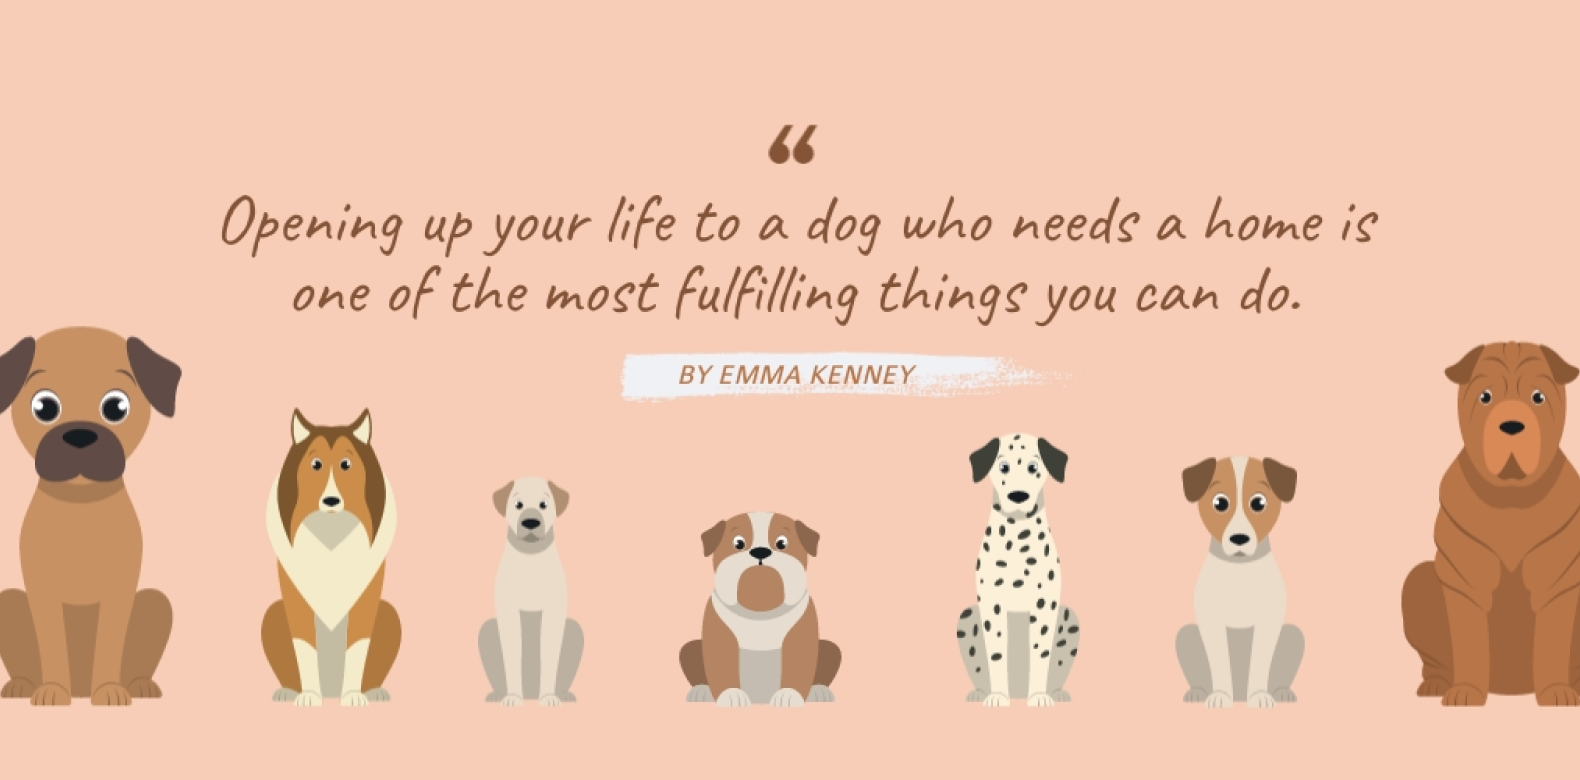 “
Opening up your life to a dog who needs a home is
one of the most fulfilling things you can do.
BY EMMA KENNEY